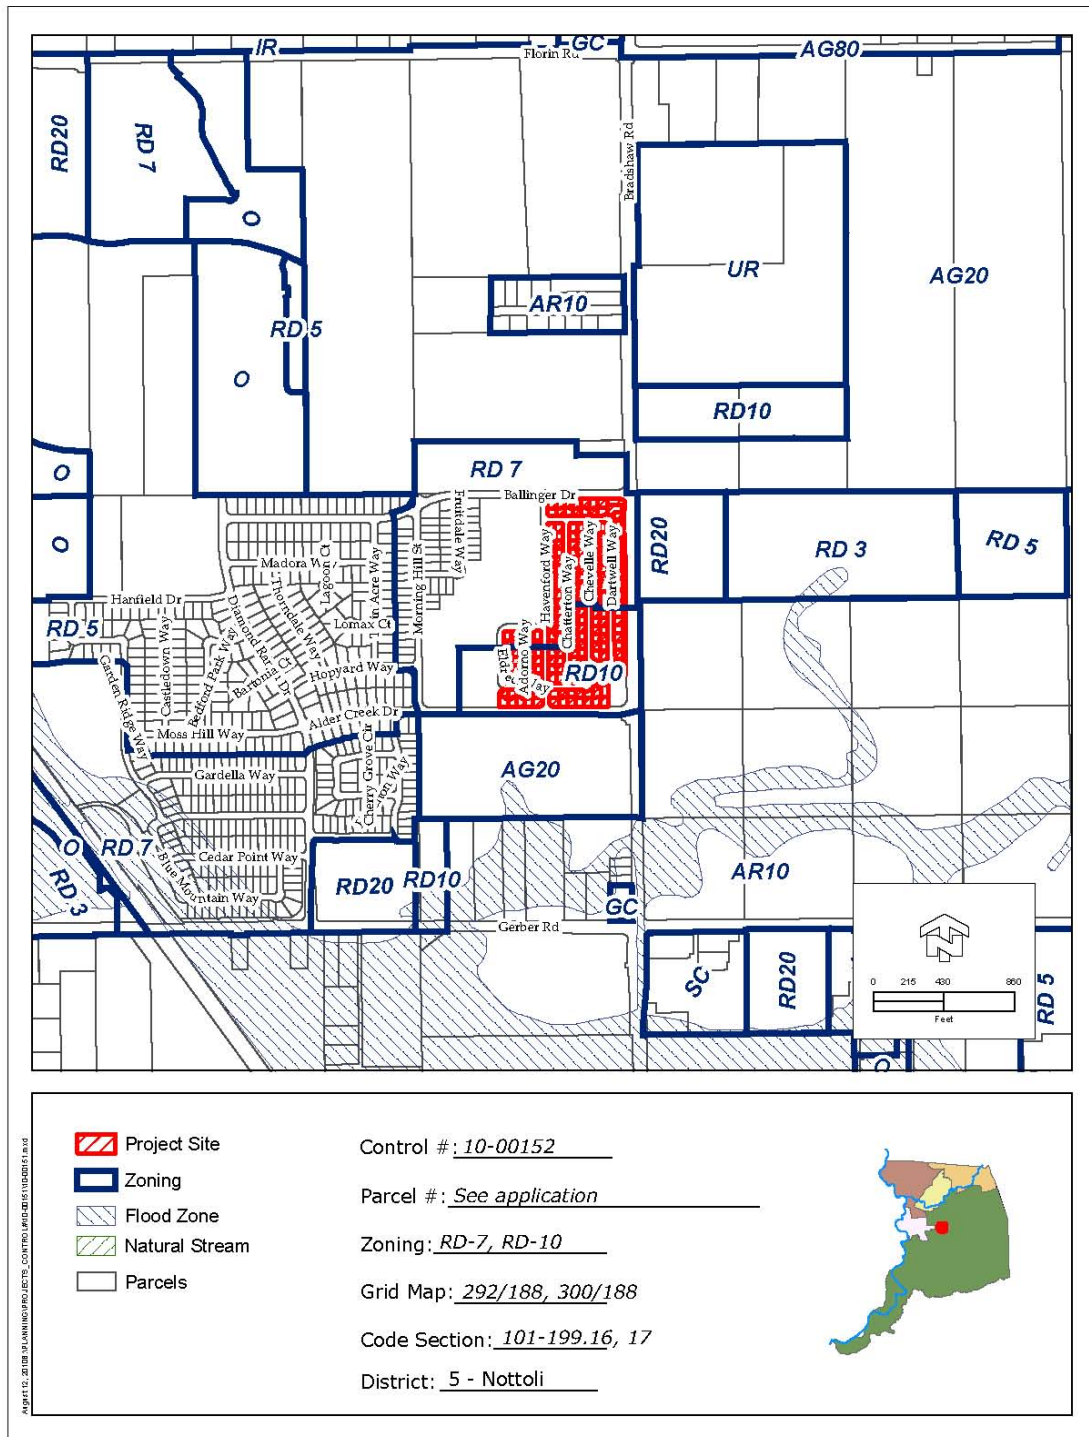 IR
GC
AG80
Florin Rd
RD20
RD 7
Bradshaw Rd
O
UR
AG20
AR10
RD 5
O
RD10
RD 7
O
Ballinger Dr
Fruitdale Way
Havenford Way
Chevelle Way
Dartwell Way
Chatterton Way
RD20
RD 3
RD 5
O
Madora Way
Lagoon Ct
Acre Way
Morning Hill St
Hanfield Dr
Thorndale Way
Lomax Ct
RD 5
Castledown Way
Bedford Park Way
Bartonia Ct
Hopyard Way
Adorno Way
RD10
Garden Ridge Way
Alder Creek Dr
Moss Hill Way
Gardella Way
Cherry Grove Cir
AG20
O
RD 7
Cedar Point Way
Blue Mountain Way
RD 3
RD20
RD10
AR10
GC
Gerber Rd
SC
RD20
RD 5
O
N
0 215 430 860
Feet
Project Site
Zoning
Flood Zone
Natural Stream
Parcels
Control #: 10-00152
Parcel #: See application
Zoning: RD-7, RD-10
Grid Map: 292/188, 300/188
Code Section: 101-199.16, 17
District: 5 - Nottoli